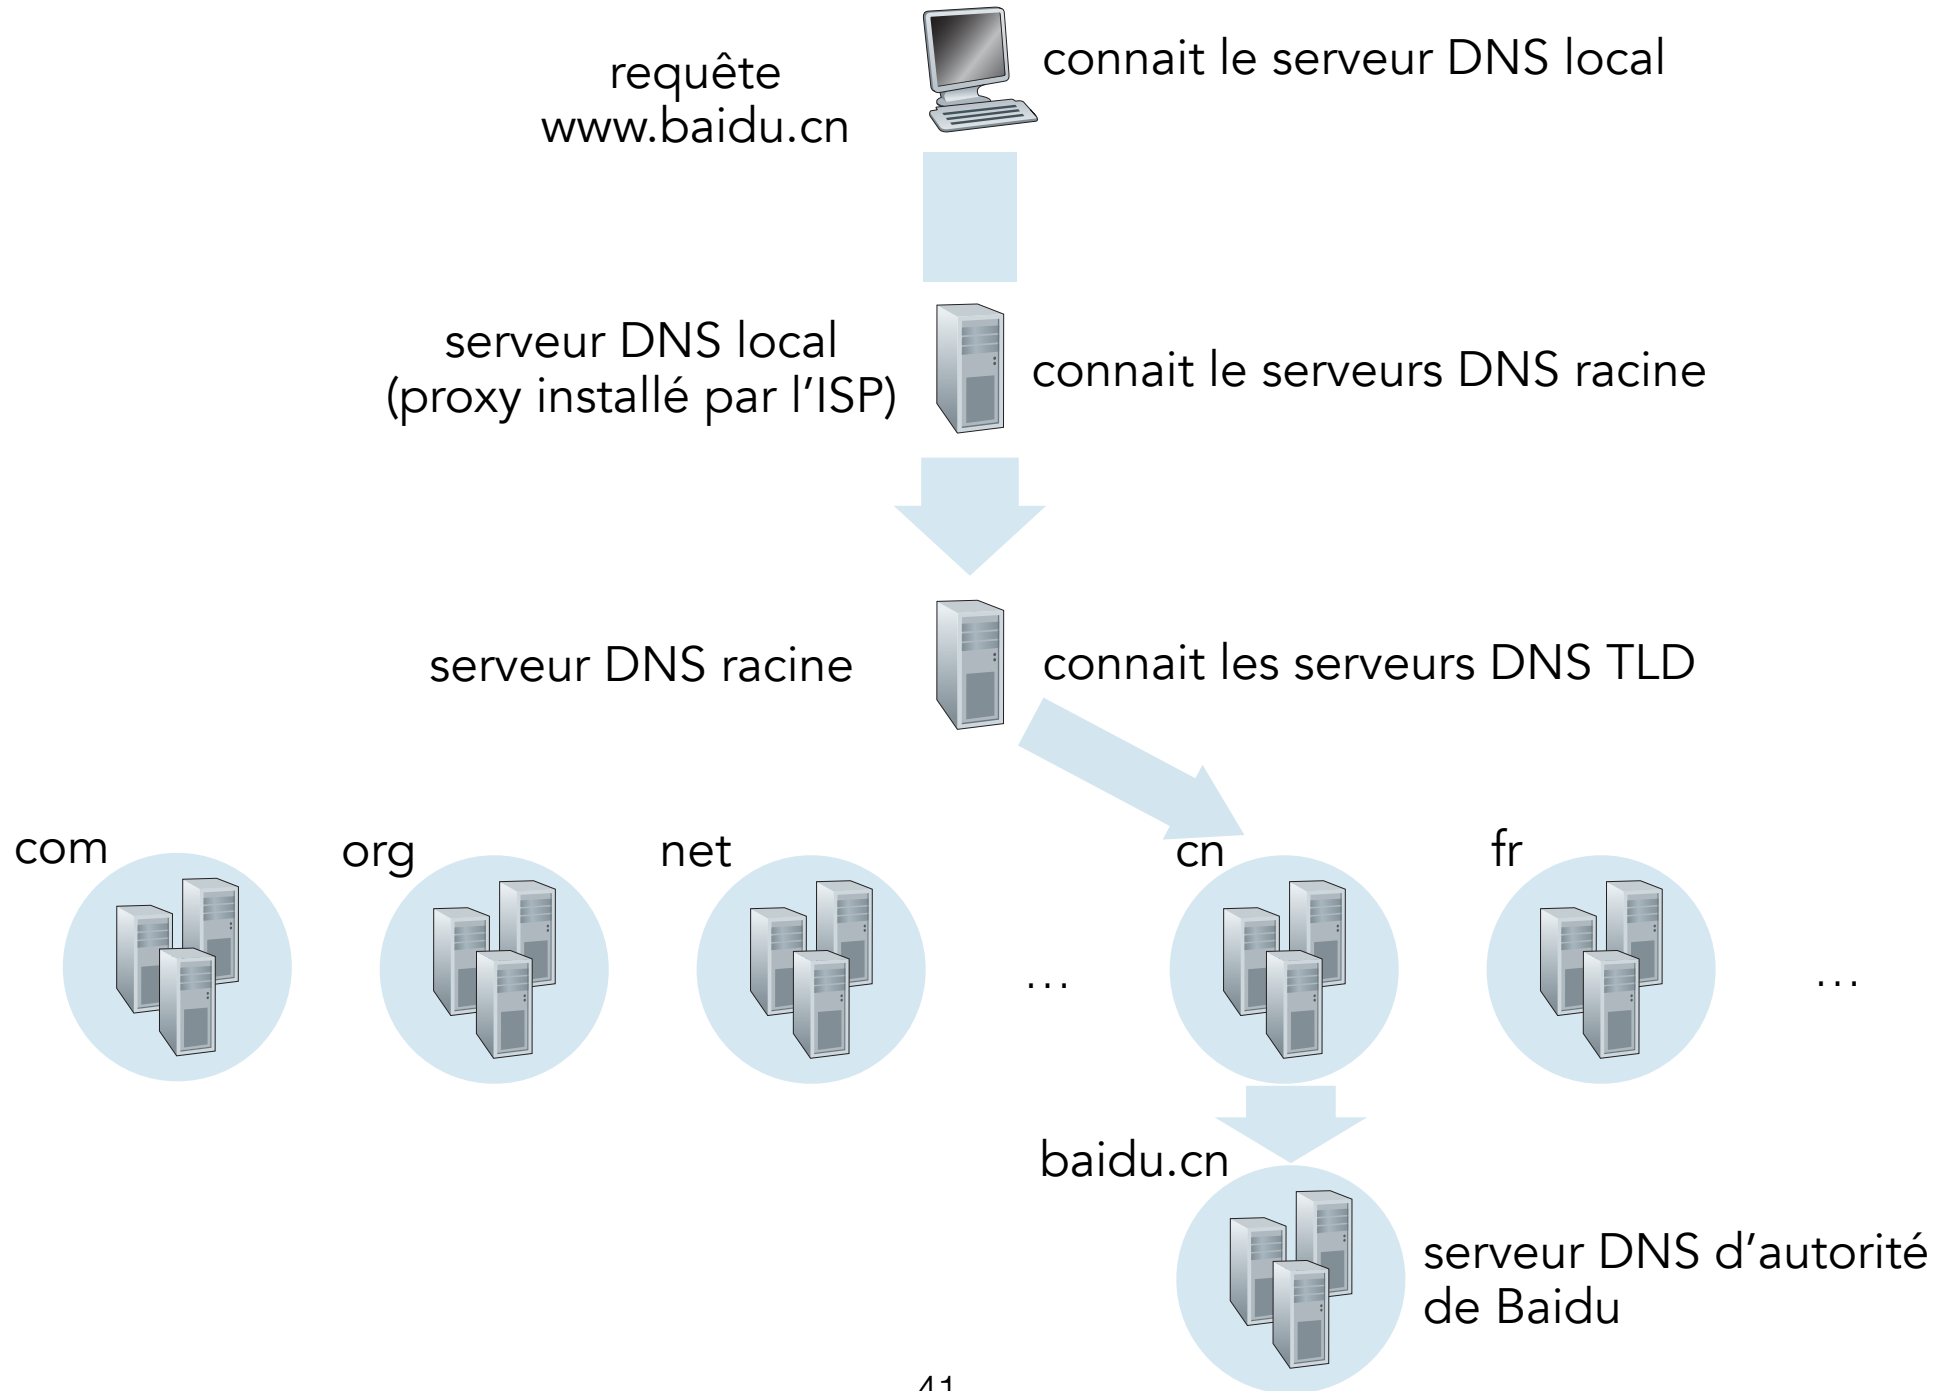 requête
www.baidu.cn
connait le serveur DNS local
serveur DNS local
(proxy installé par l’ISP)
connait le serveurs DNS racine
serveur DNS racine
connait les serveurs DNS TLD
com
org
net
...
cn
fr
...
baidu.cn
serveur DNS d’autorité
de Baidu
41